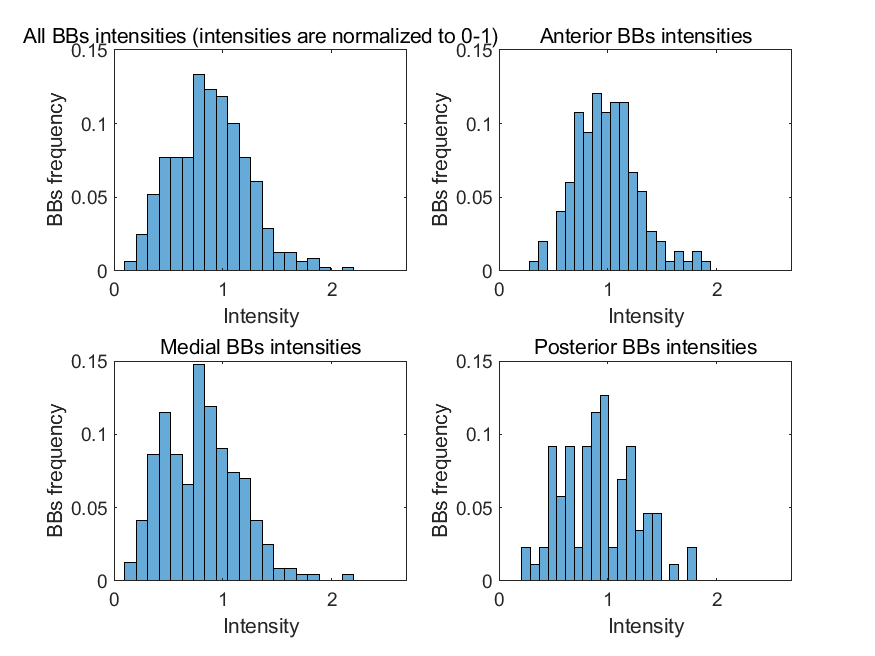 All BBs intensities (intensities are normalized to 0-1)
0.15
0.1
0.05
0
BBs frequency
0 1 2
Intensity
Anterior BBs intensities
0.15
0.1
0.05
0
BBs frequency
0 1 2
Intensity
Medial BBs intensities
0.15
0.1
0.05
0
BBs frequency
0 1 2
Intensity
Posterior BBs intensities
0.15
0.1
0.05
0
BBs frequency
0 1 2
Intensity